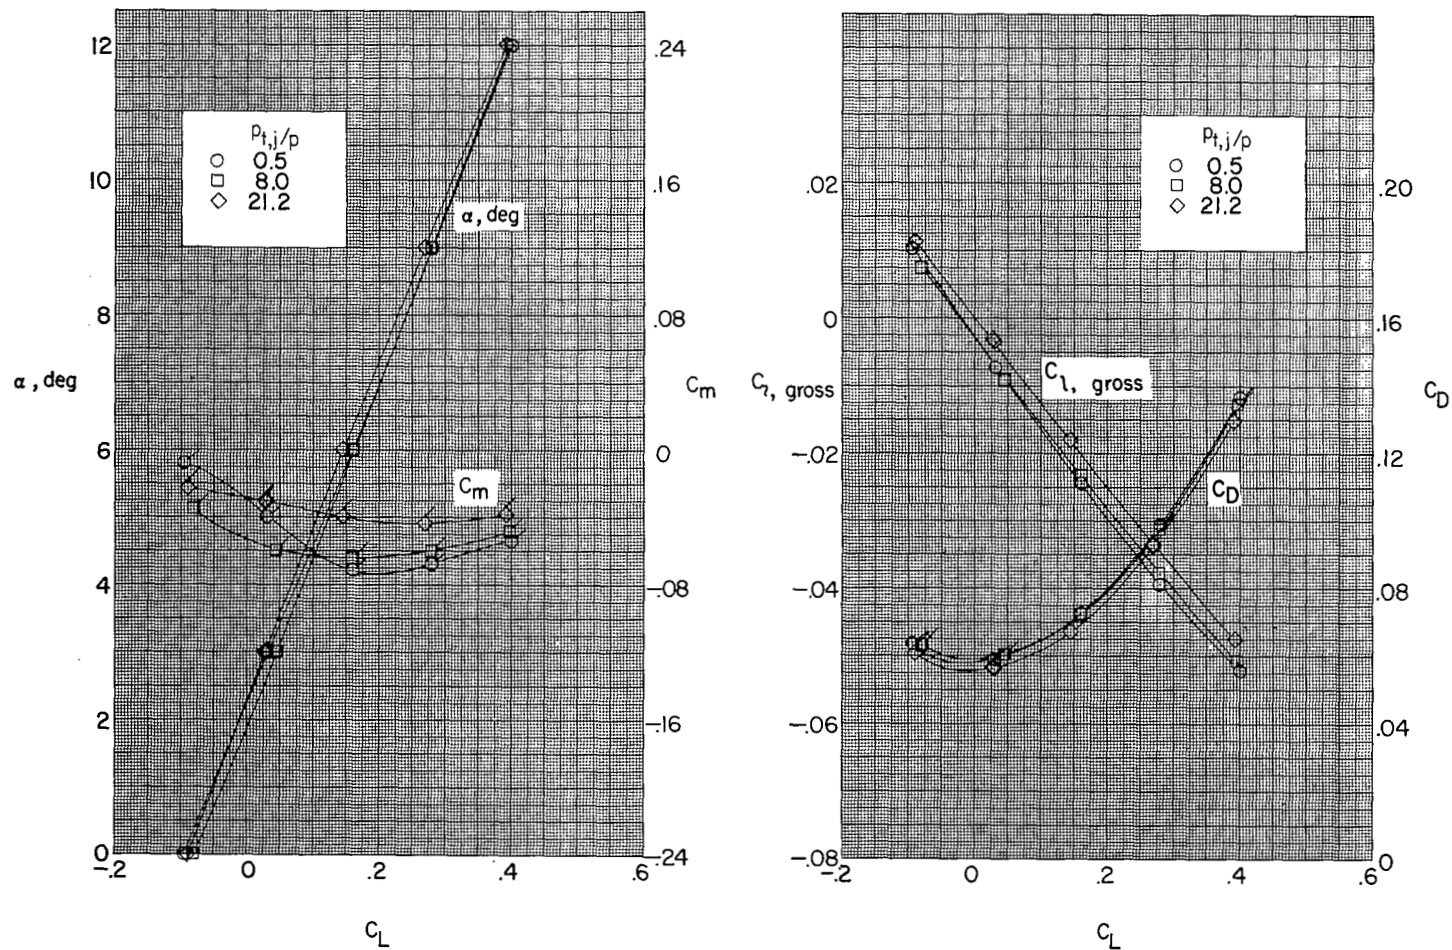 12
10
8
6
4
2
0
α, deg
p_t,j/p
0.5
8.0
21.2
α, deg
C_m
.24
.16
.08
0
-.08
-.16
-.24
C_m
-.2 0 .2 .4 .6
C_L
.02
0
-.02
-.04
-.06
-.08
C_l, gross
p_t,j/p
0.5
8.0
21.2
C_l, gross
C_D
.20
.16
.12
.08
.04
0
C_D
-.2 0 .2 .4 .6
C_L